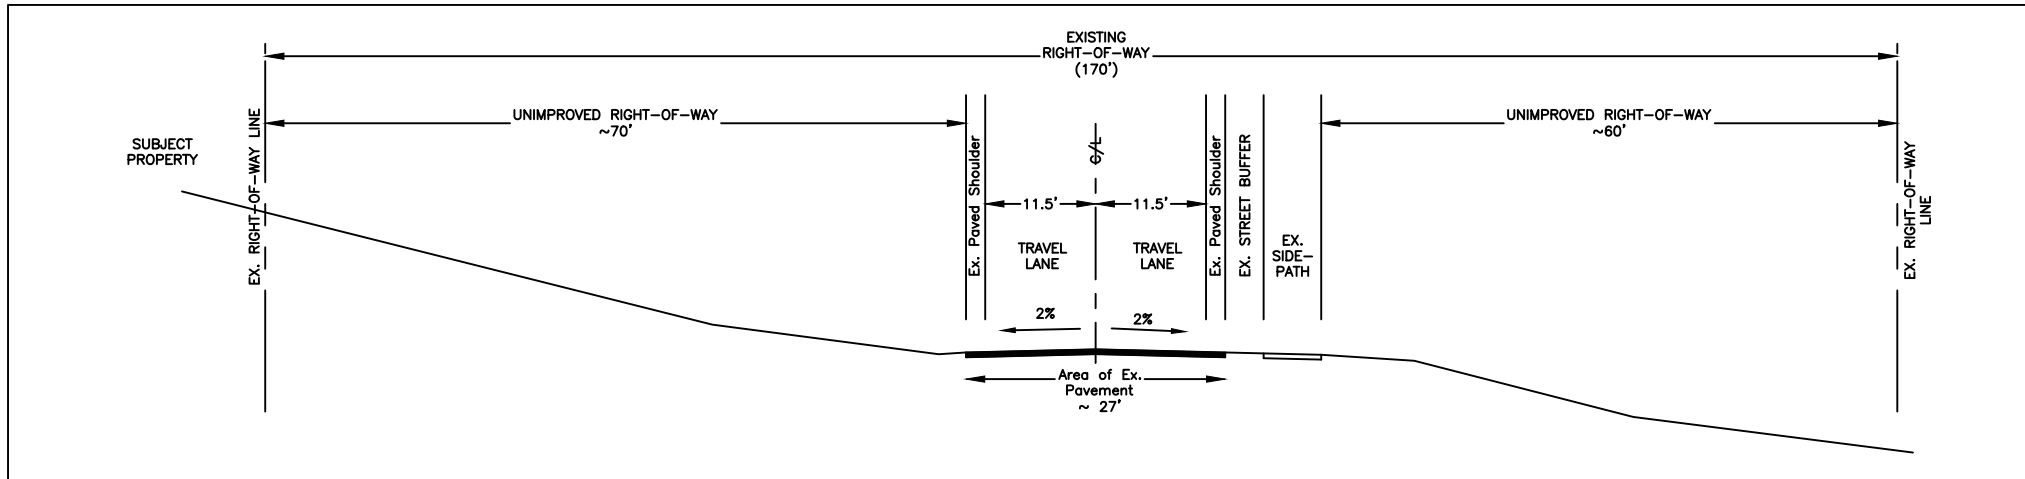 EXISTING
RIGHT-OF-WAY
(170')
UNIMPROVED RIGHT-OF-WAY
~70'
UNIMPROVED RIGHT-OF-WAY
~60'
SUBJECT
PROPERTY
EX. RIGHT-OF-WAY LINE
Ex. Paved Shoulder
C/L
Ex. Paved Shoulder
EX. STREET BUFFER
EX. RIGHT-OF-WAY
LINE
11.5'
11.5'
TRAVEL
LANE
TRAVEL
LANE
EX.
SIDE-
PATH
2%
2%
Area of Ex.
Pavement
~ 27'